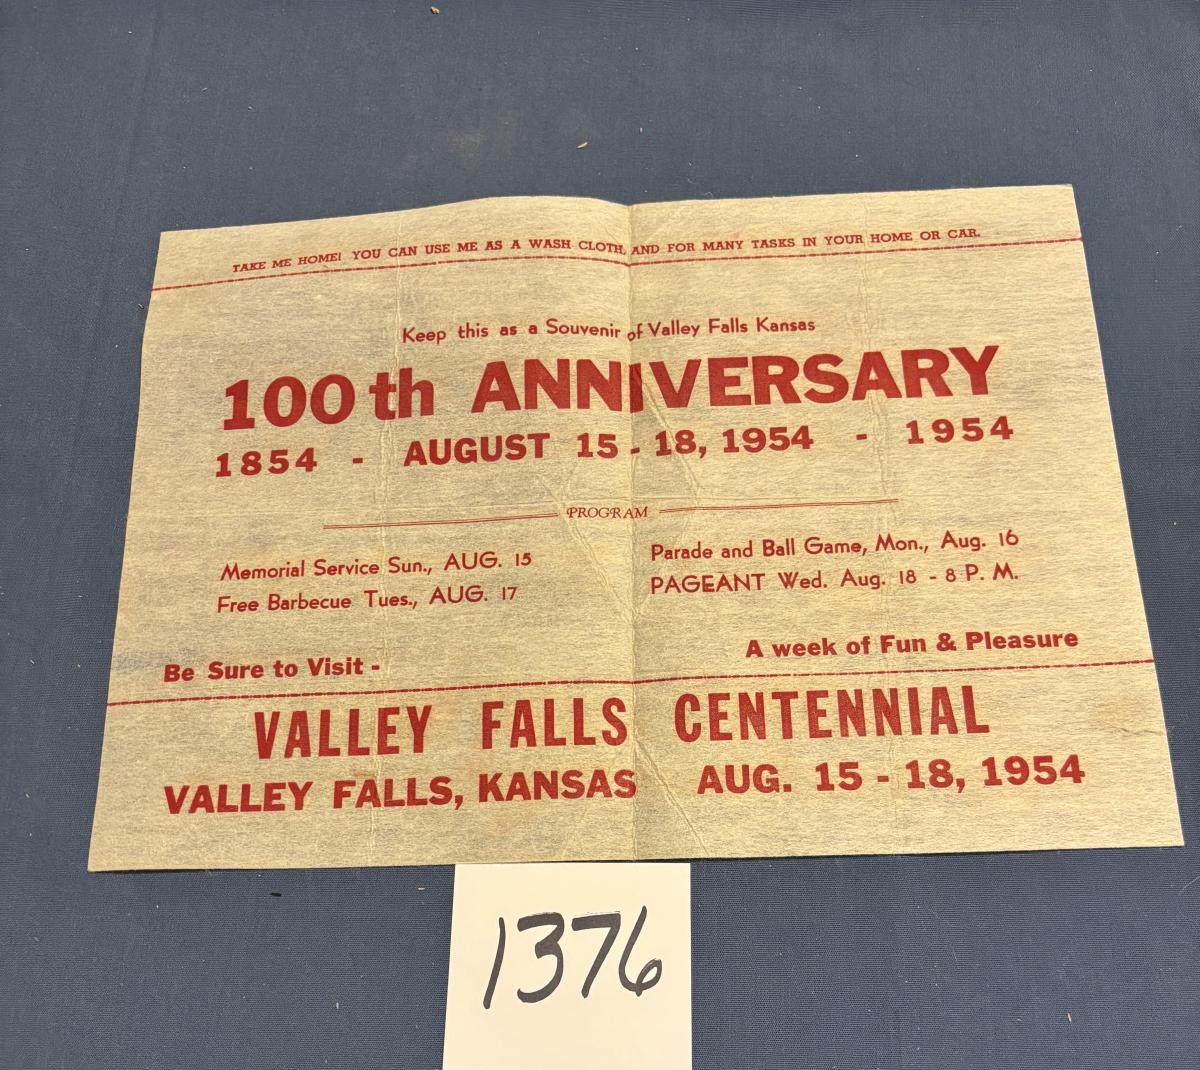 TAKE ME HOME! YOU CAN USE ME AS A WASH CLOTH, AND FOR MANY TASKS IN YOUR HOME OR CAR.
Keep this as a Souvenir of Valley Falls Kansas
100th ANNIVERSARY
1854 - AUGUST 15 - 18, 1954 - 1954
PROGRAM
Memorial Service Sun., AUG. 15
Free Barbecue Tues., AUG. 17
Parade and Ball Game, Mon., Aug. 16
PAGEANT Wed. Aug. 18 - 8 P. M.
A week of Fun & Pleasure
Be Sure to Visit -
VALLEY FALLS CENTENNIAL
VALLEY FALLS, KANSAS AUG. 15 - 18, 1954
1376